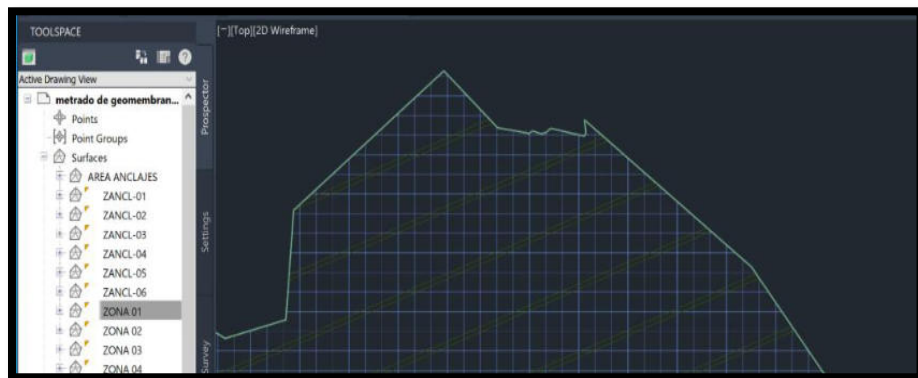 TOOLSPACE
[−][Top][2D Wireframe]
Active Drawing View
metrado de geomembran...
Points
Point Groups
Surfaces
AREA ANCLAJES
ZANCL-01
ZANCL-02
ZANCL-03
ZANCL-04
ZANCL-05
ZANCL-06
ZONA 01
ZONA 02
ZONA 03
ZONA 04
Prospector
Settings
Survey